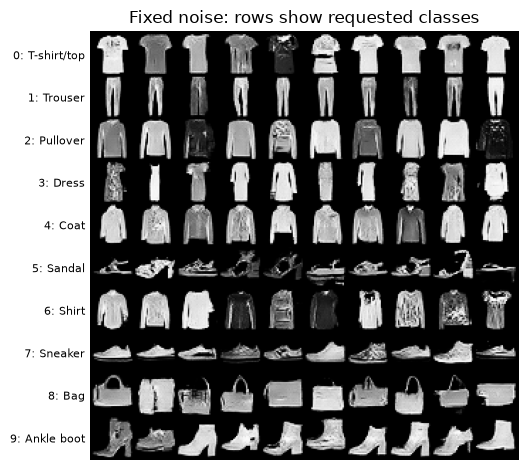 Fixed noise: rows show requested classes
0: T-shirt/top
1: Trouser
2: Pullover
3: Dress
4: Coat
5: Sandal
6: Shirt
7: Sneaker
8: Bag
9: Ankle boot